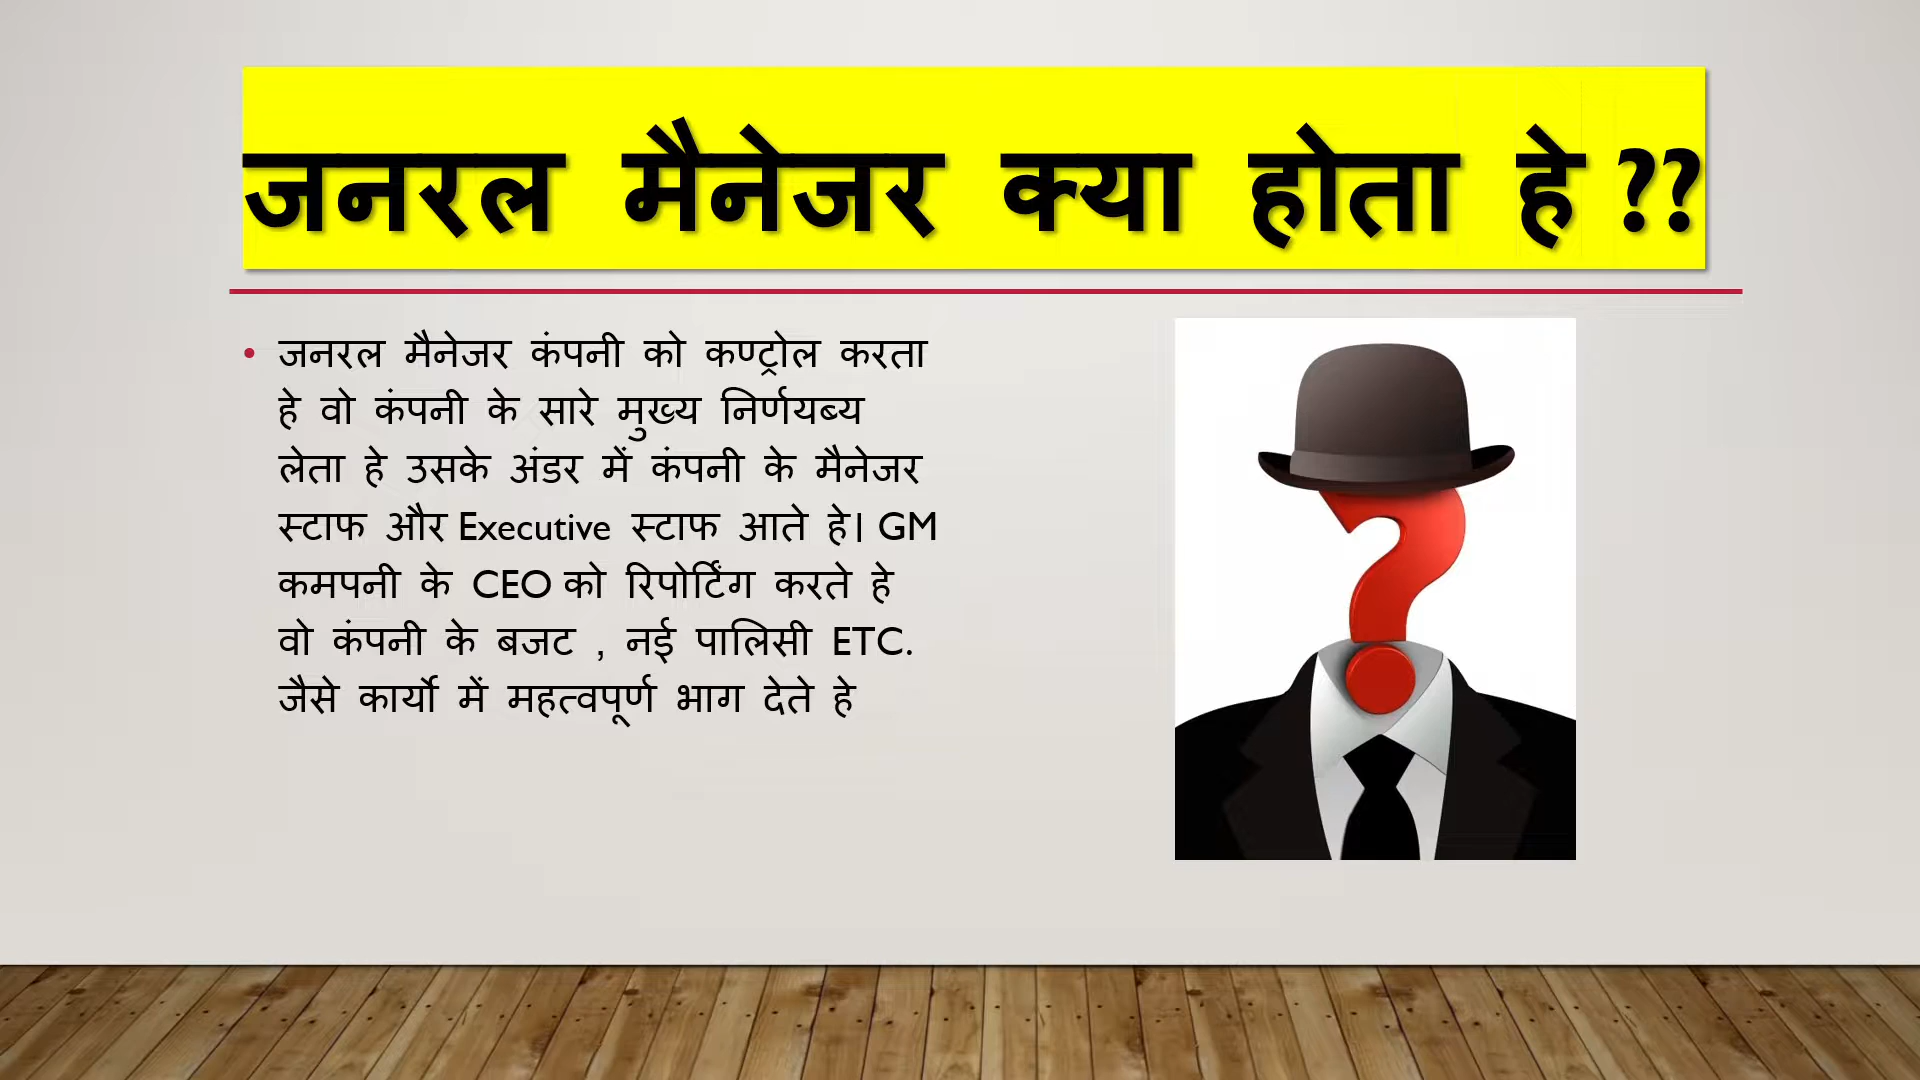 जनरल मैनेजर क्या होता हे ??
• जनरल मैनेजर कंपनी को कण्ट्रोल करता
हे वो कंपनी के सारे मुख्य निर्णयब्य
लेता हे उसके अंडर में कंपनी के मैनेजर
स्टाफ और Executive स्टाफ आते हे। GM
कमपनी के CEO को रिपोर्टिंग करते हे
वो कंपनी के बजट , नई पालिसी ETC.
जैसे कार्यो में महत्वपूर्ण भाग देते हे